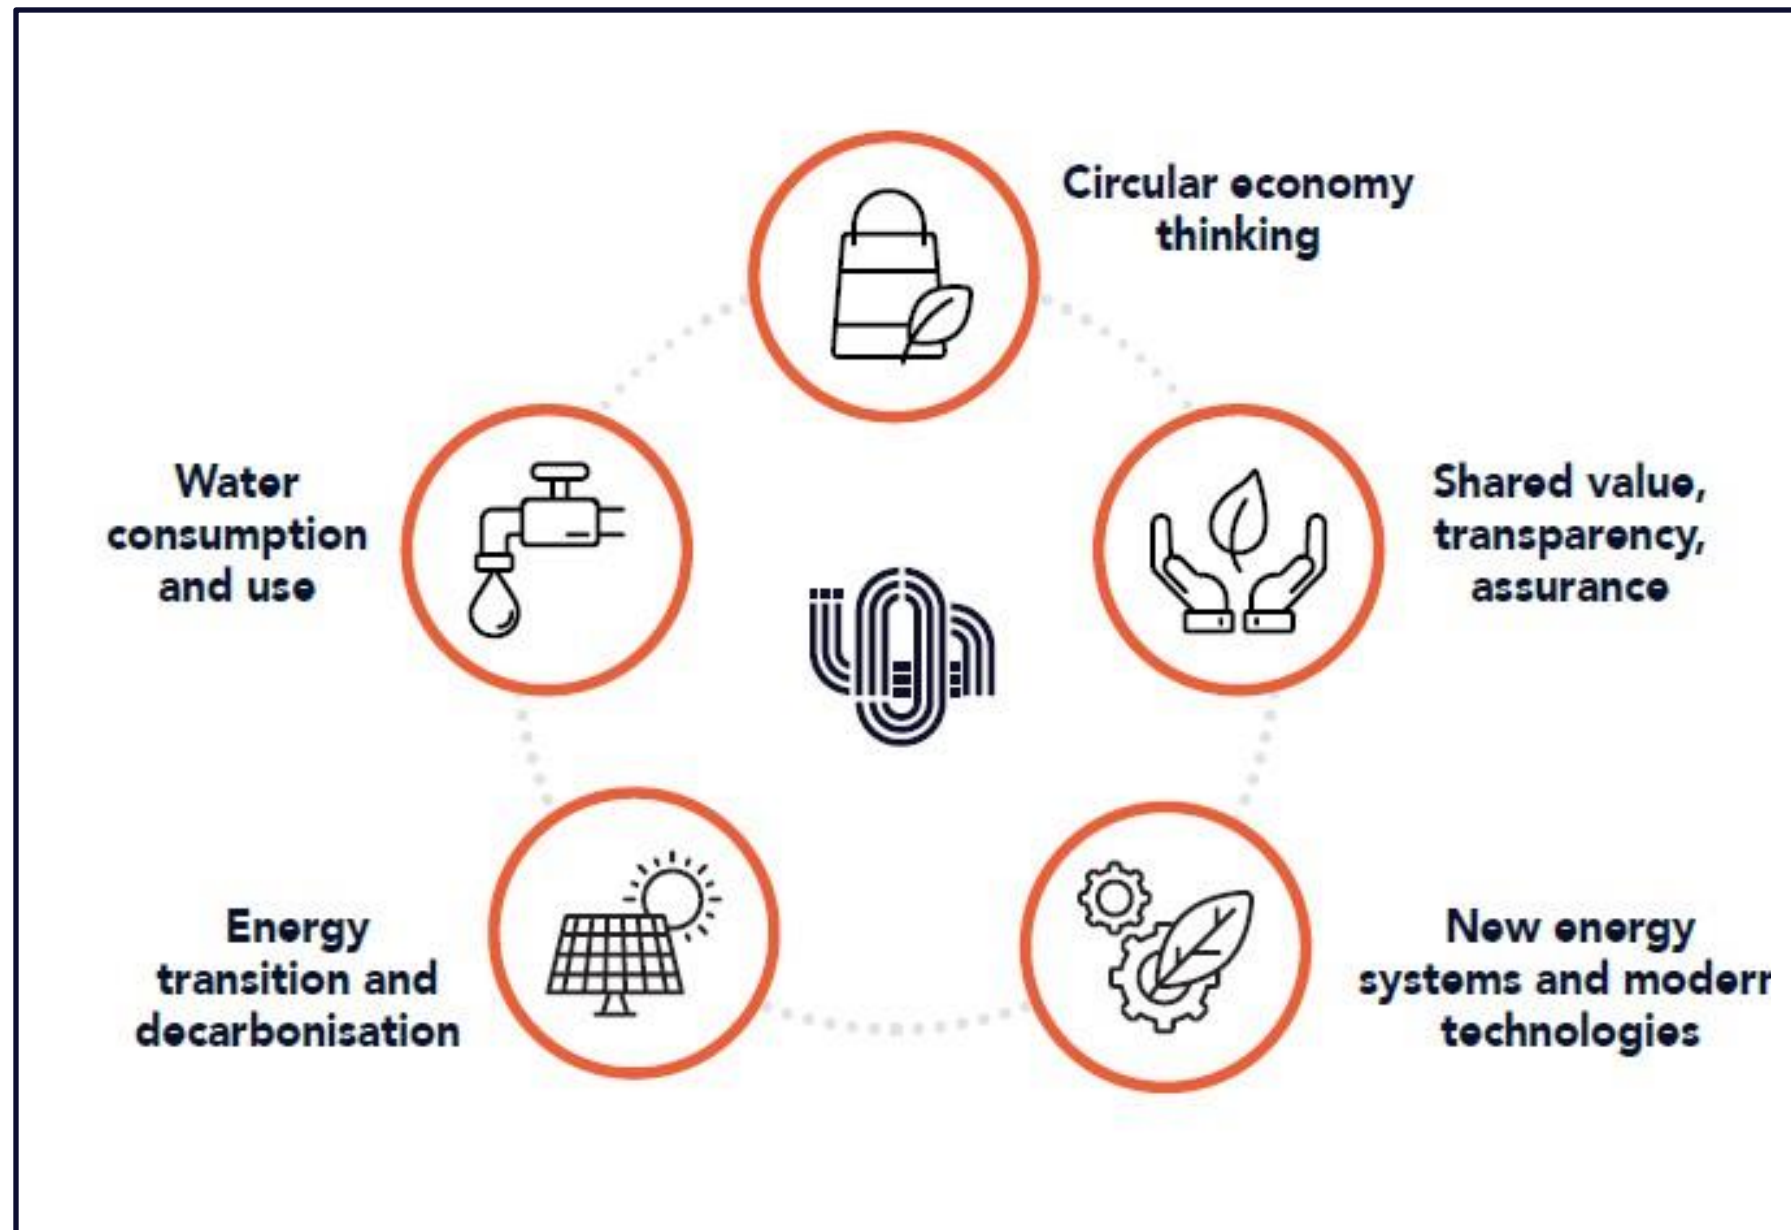 Circular economy
thinking
Water
consumption
and use
Shared value,
transparency,
assurance
Energy
transition and
decarbonisation
New energy
systems and modern
technologies